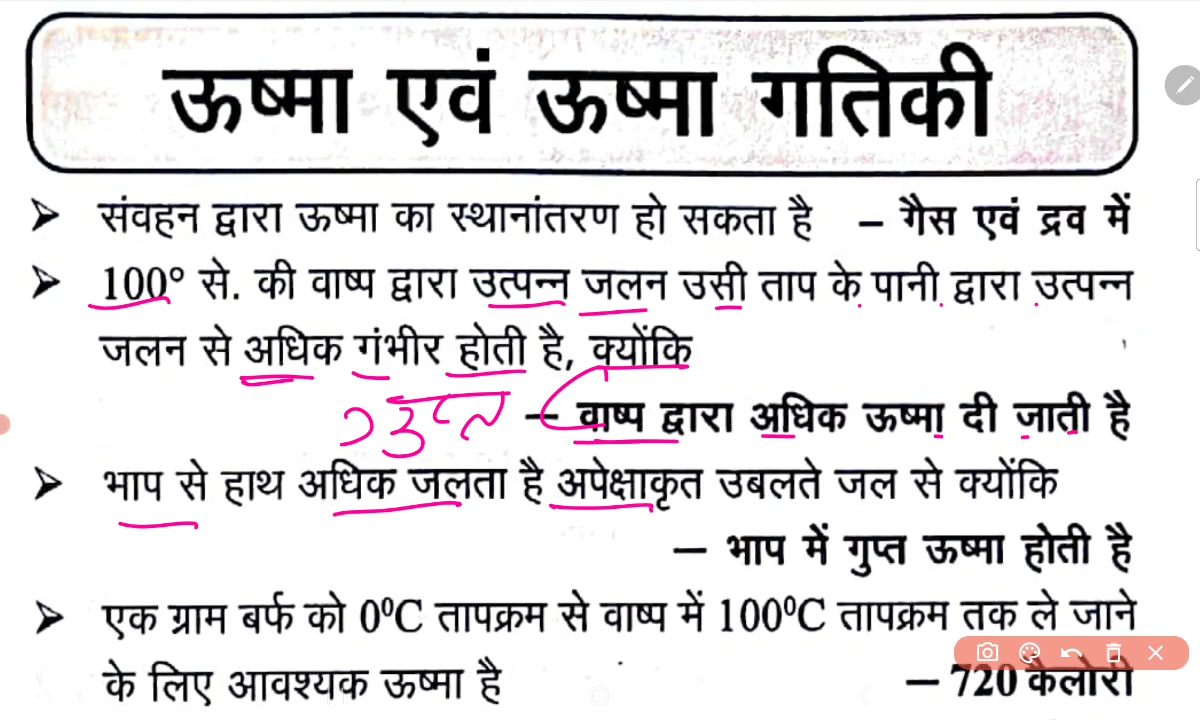 ऊष्मा एवं ऊष्मा गतिकी
➤ संवहन द्वारा ऊष्मा का स्थानांतरण हो सकता है – गैस एवं द्रव में
➤ 100° से. की वाष्प द्वारा उत्पन्न जलन उसी ताप के पानी द्वारा उत्पन्न
जलन से अधिक गंभीर होती है, क्योंकि
– वाष्प द्वारा अधिक ऊष्मा दी जाती है
➤ भाप से हाथ अधिक जलता है अपेक्षाकृत उबलते जल से क्योंकि
– भाप में गुप्त ऊष्मा होती है
➤ एक ग्राम बर्फ को 0⁰C तापक्रम से वाष्प में 100⁰C तापक्रम तक ले जाने
के लिए आवश्यक ऊष्मा है – 720 कैलोरी